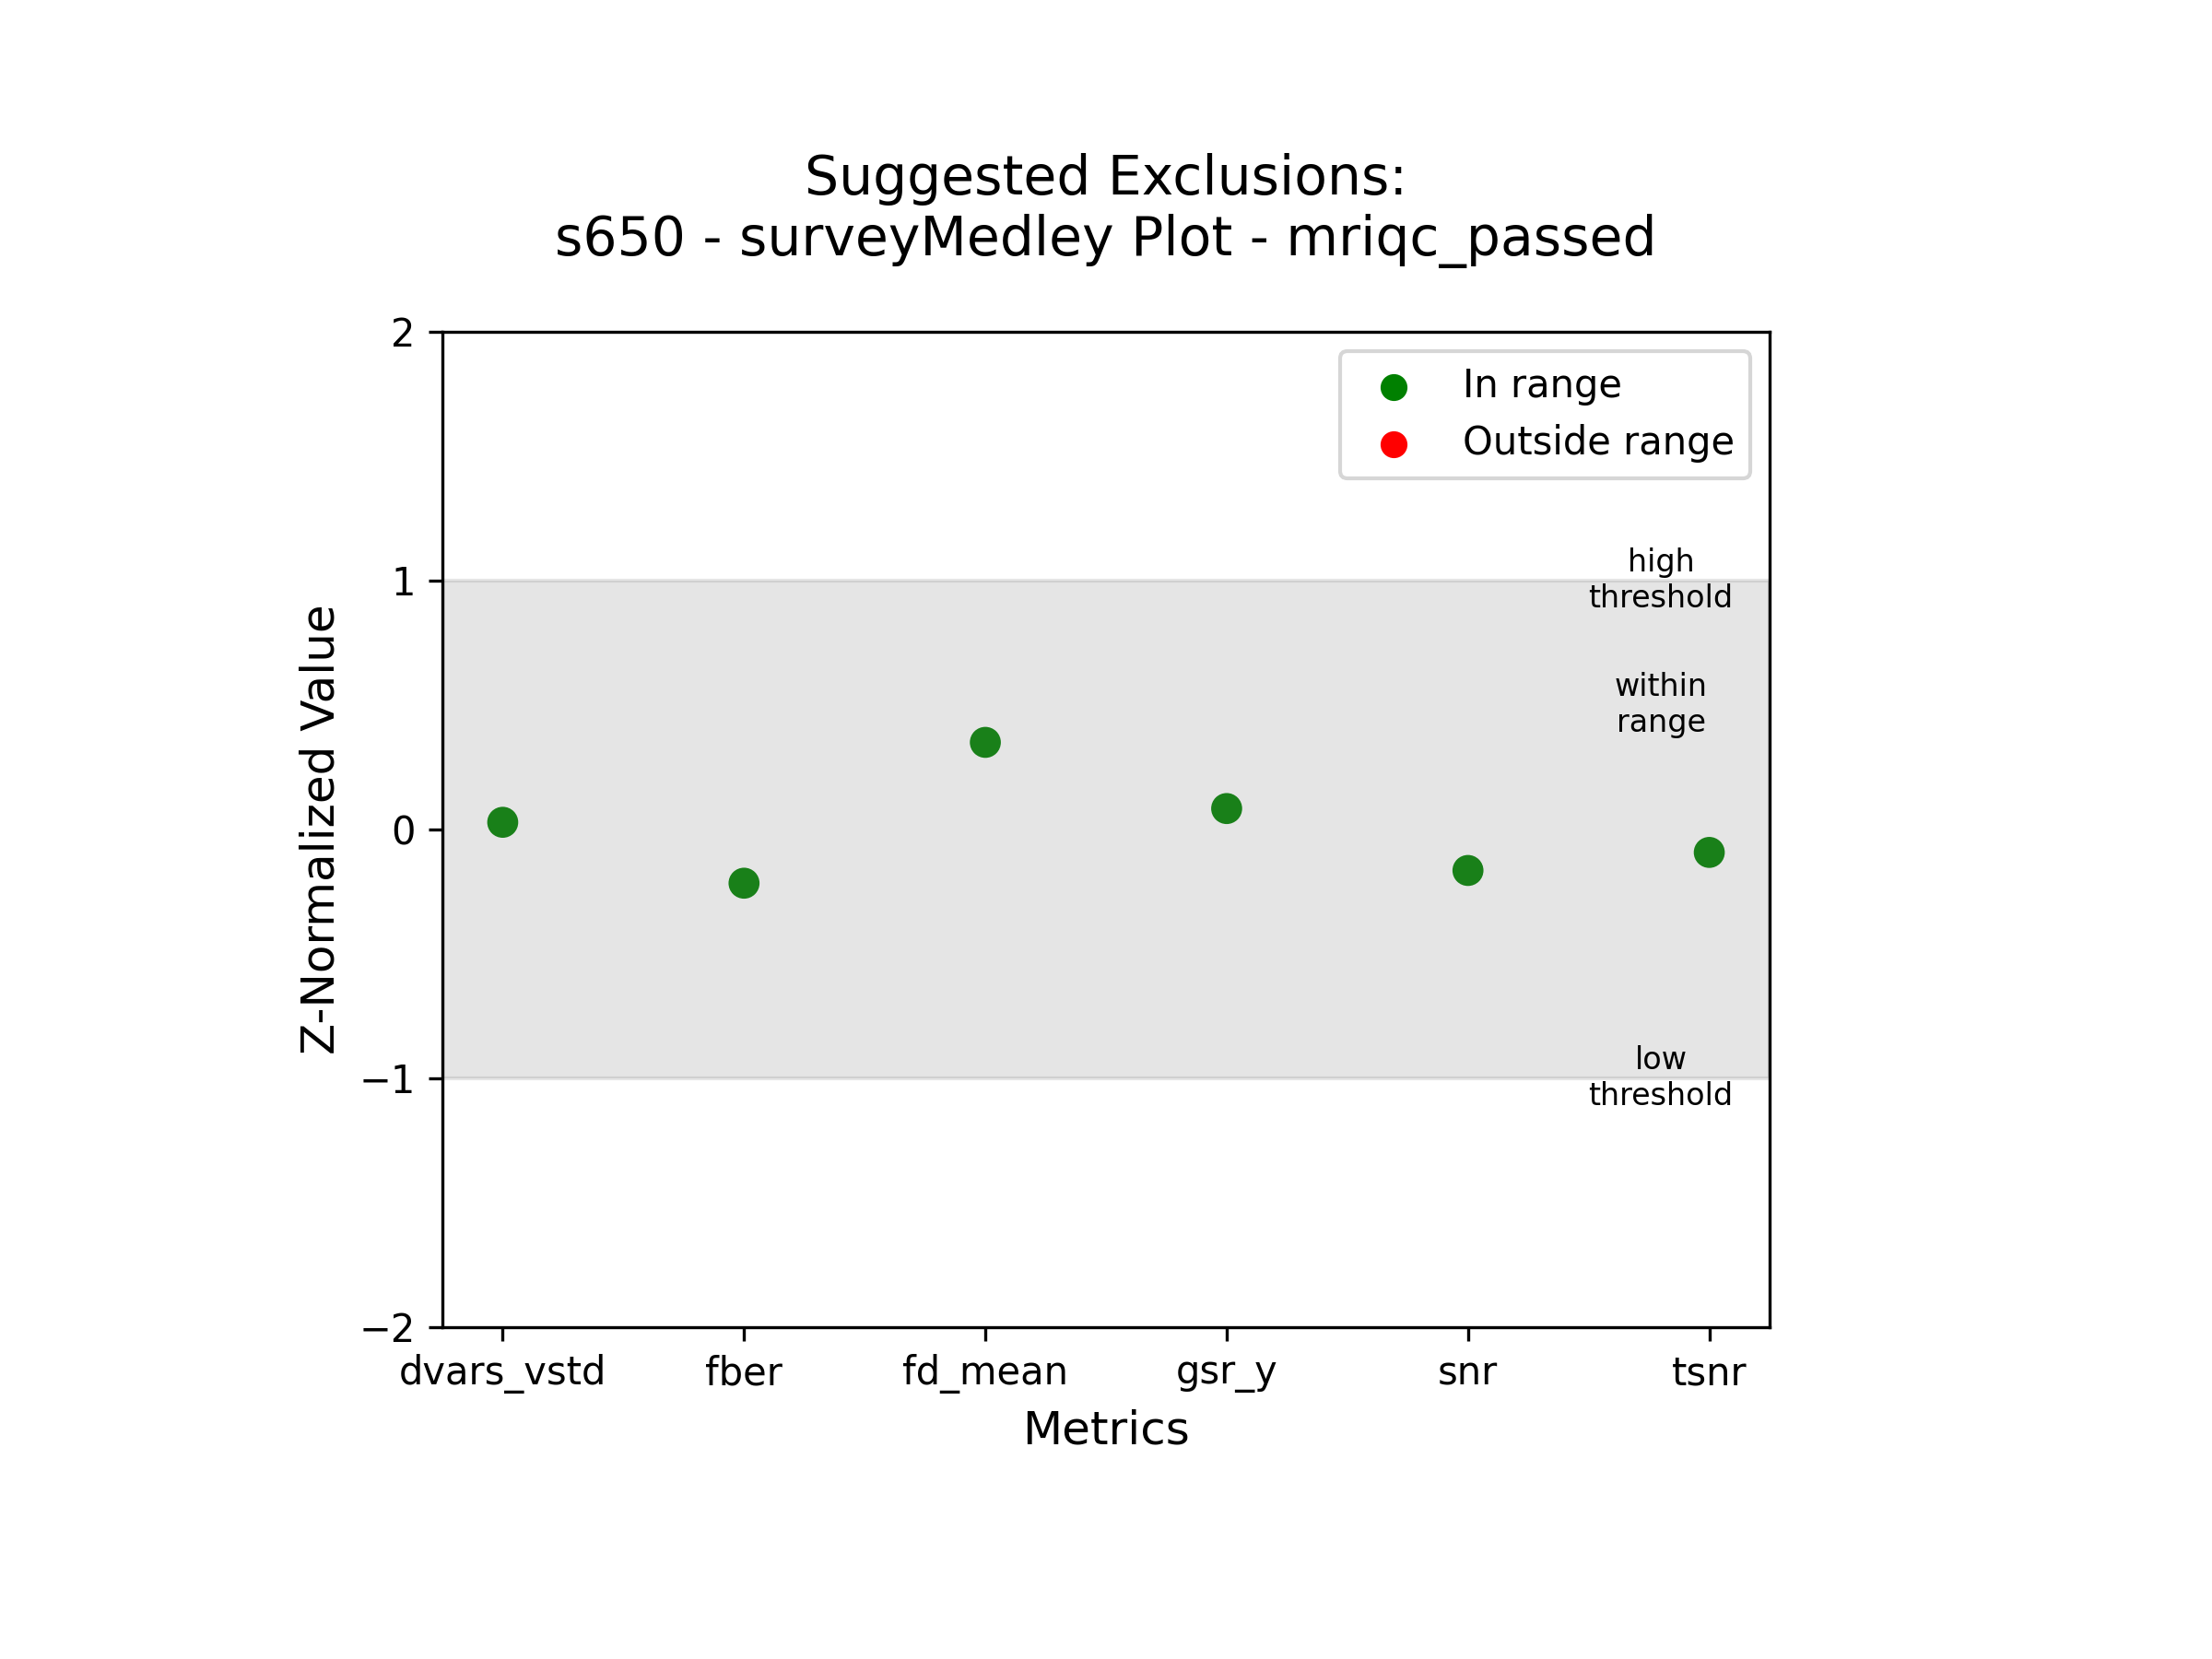 Suggested Exclusions:
s650 - surveyMedley Plot - mriqc_passed
2
1
0
−1
−2
Z-Normalized Value
In range
Outside range
high
threshold
within
range
low
threshold
dvars_vstd
fber
fd_mean
gsr_y
snr
tsnr
Metrics